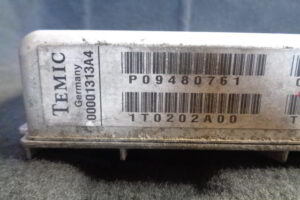 TEMIC
Germany
00001313A4
P09480761
1T0202A00
T